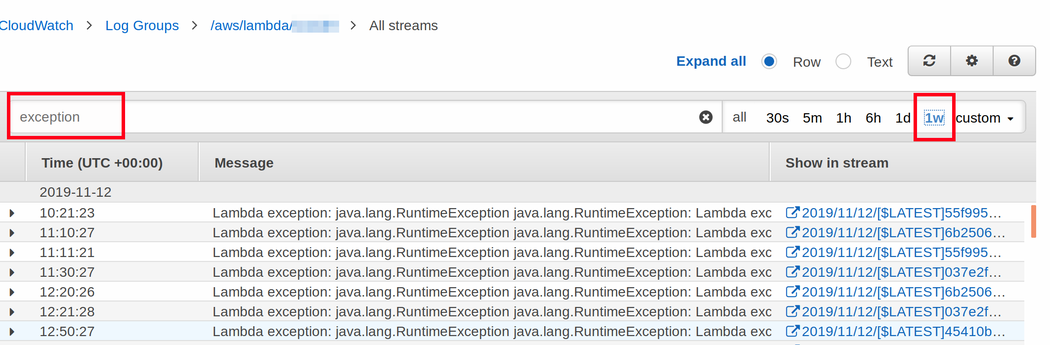 CloudWatch > Log Groups > /aws/lambda/ > All streams
Expand all Row Text
exception all 30s 5m 1h 6h 1d 1w custom
Time (UTC +00:00) Message Show in stream
2019-11-12
10:21:23 Lambda exception: java.lang.RuntimeException java.lang.RuntimeException: Lambda exc 2019/11/12/[$LATEST]55f995...
11:10:27 Lambda exception: java.lang.RuntimeException java.lang.RuntimeException: Lambda exc 2019/11/12/[$LATEST]6b2506...
11:11:21 Lambda exception: java.lang.RuntimeException java.lang.RuntimeException: Lambda exc 2019/11/12/[$LATEST]55f995...
11:30:27 Lambda exception: java.lang.RuntimeException java.lang.RuntimeException: Lambda exc 2019/11/12/[$LATEST]037e2f...
12:20:26 Lambda exception: java.lang.RuntimeException java.lang.RuntimeException: Lambda exc 2019/11/12/[$LATEST]6b2506...
12:21:28 Lambda exception: java.lang.RuntimeException java.lang.RuntimeException: Lambda exc 2019/11/12/[$LATEST]037e2f...
12:50:27 Lambda exception: java.lang.RuntimeException java.lang.RuntimeException: Lambda exc 2019/11/12/[$LATEST]45410b...